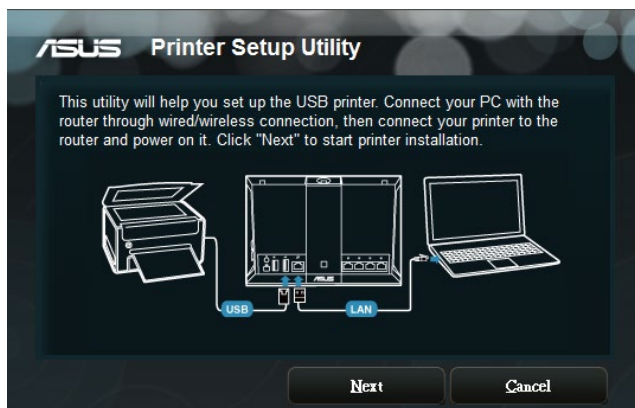 ASUS Printer Setup Utility
This utility will help you set up the USB printer. Connect your PC with the
router through wired/wireless connection, then connect your printer to the
router and power on it. Click "Next" to start printer installation.
ASUS
USB
LAN
Next
Cancel